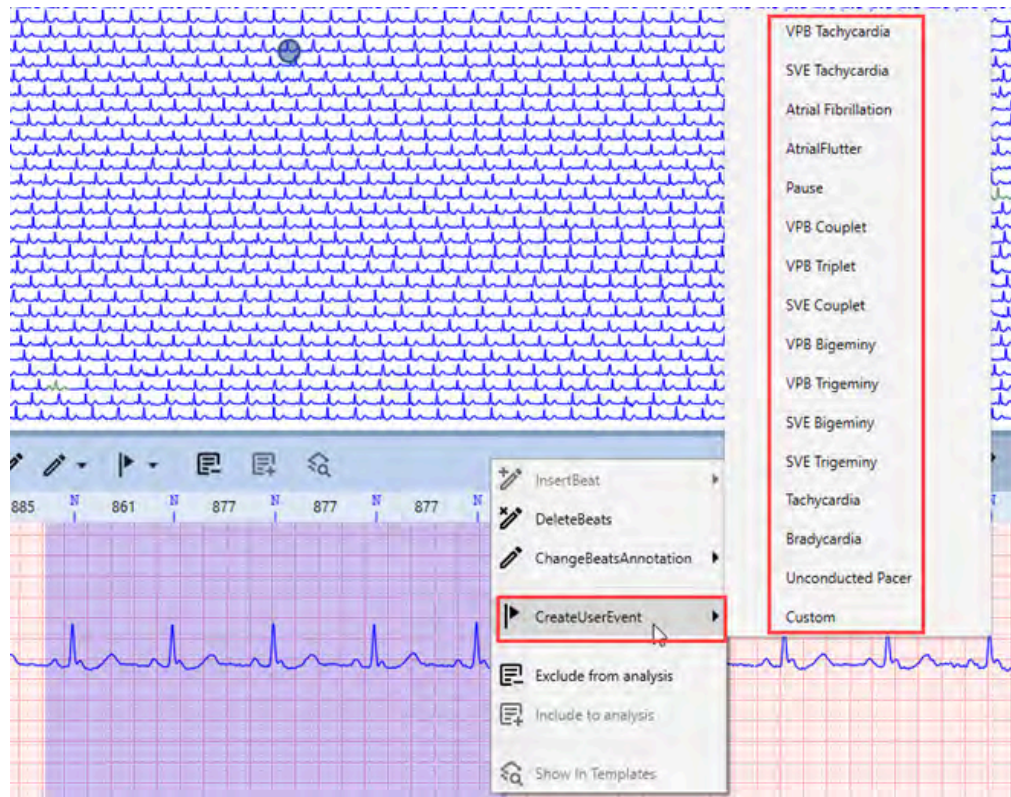 VPB Tachycardia
SVE Tachycardia
Atrial Fibrillation
AtrialFlutter
Pause
VPB Couplet
VPB Triplet
SVE Couplet
VPB Bigeminy
VPB Trigeminy
SVE Bigeminy
SVE Trigeminy
Tachycardia
Bradycardia
Unconducted Pacer
Custom
InsertBeat
DeleteBeats
ChangeBeatsAnnotation
CreateUserEvent
Exclude from analysis
Include to analysis
Show In Templates
885 N 861 N 877 N 877 N 877 N